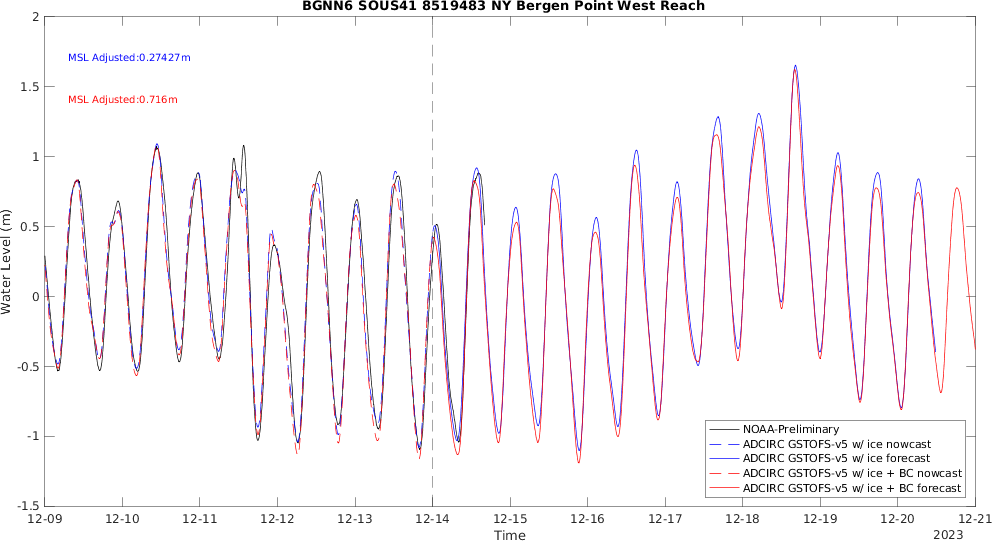 BGNN6 SOUS41 8519483 NY Bergen Point West Reach
2
1.5
1
0.5
0
-0.5
-1
-1.5
Water Level (m)
MSL Adjusted:0.27427m
MSL Adjusted:0.716m
NOAA-Preliminary
ADCIRC GSTOFS-v5 w/ ice nowcast
ADCIRC GSTOFS-v5 w/ ice forecast
ADCIRC GSTOFS-v5 w/ ice + BC nowcast
ADCIRC GSTOFS-v5 w/ ice + BC forecast
12-09 12-10 12-11 12-12 12-13 12-14 12-15 12-16 12-17 12-18 12-19 12-20 12-21
Time
2023